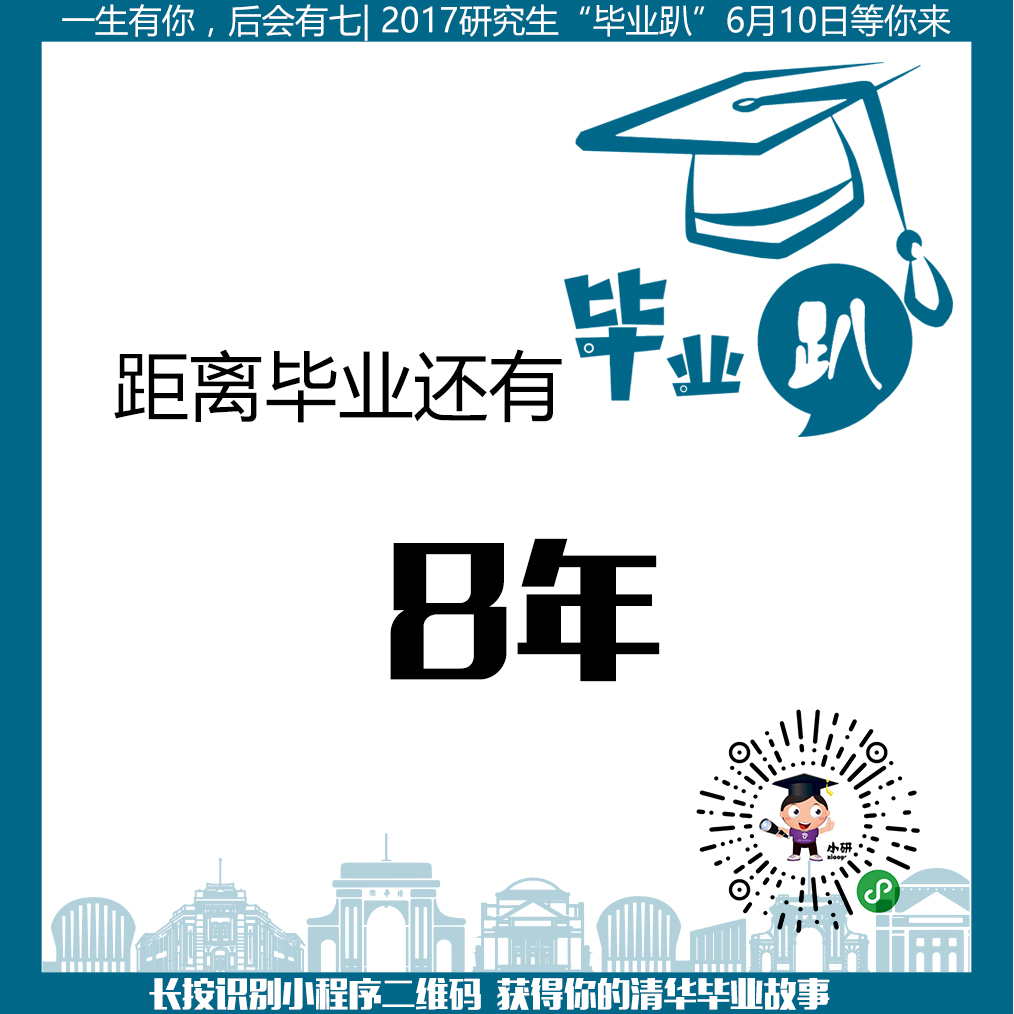 一生有你，后会有七| 2017研究生“毕业趴”6月10日等你来
毕业趴
距离毕业还有
8年
小研
长按识别小程序二维码 获得你的清华毕业故事